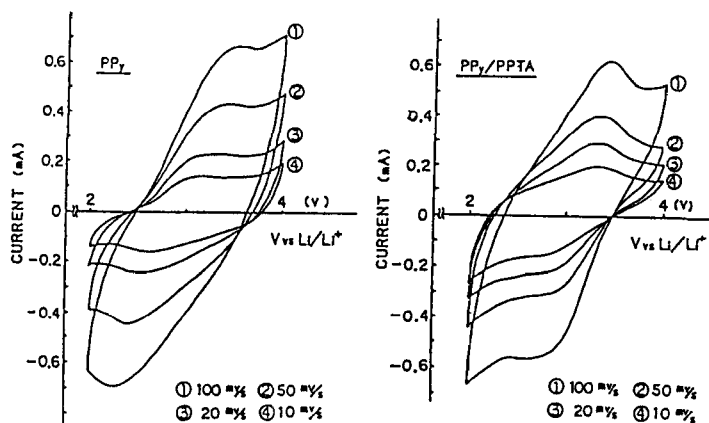 PPy
① 
② 
③ 
④ 
0.6
0.4
0.2
0
-0.2
-0.4
-0.6
CURRENT (mA)
2
4 (V)
V vs Li/Li⁺
① 100 mV/s ② 50 mV/s
③ 20 mV/s ④ 10 mV/s
PPy/PPTA
① 
② 
③ 
④ 
0.6
0.4
0.2
0
-0.2
-0.4
-0.6
CURRENT (mA)
2
4 (V)
V vs Li/Li⁺
① 100 mV/s ② 50 mV/s
③ 20 mV/s ④ 10 mV/s